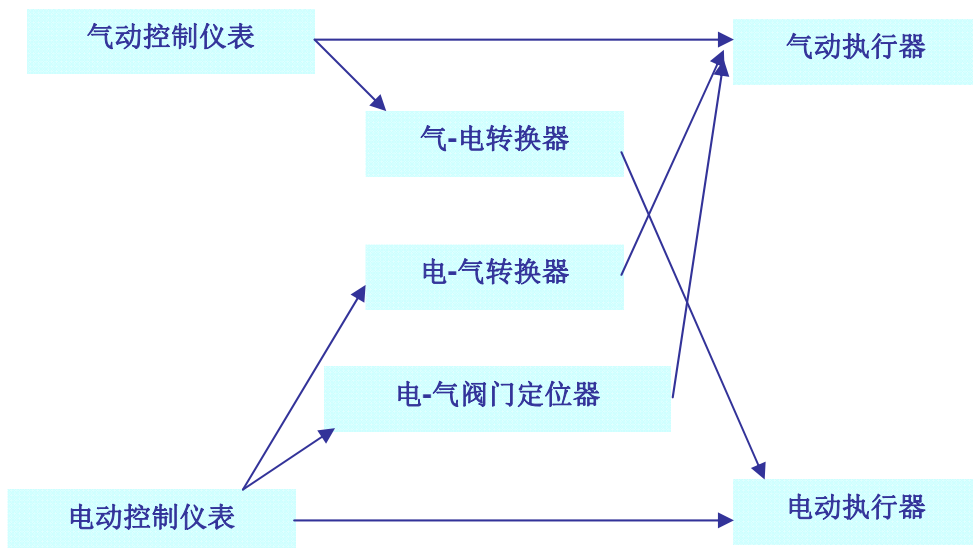 气动控制仪表
气动执行器
气-电转换器
电-气转换器
电-气阀门定位器
电动控制仪表
电动执行器